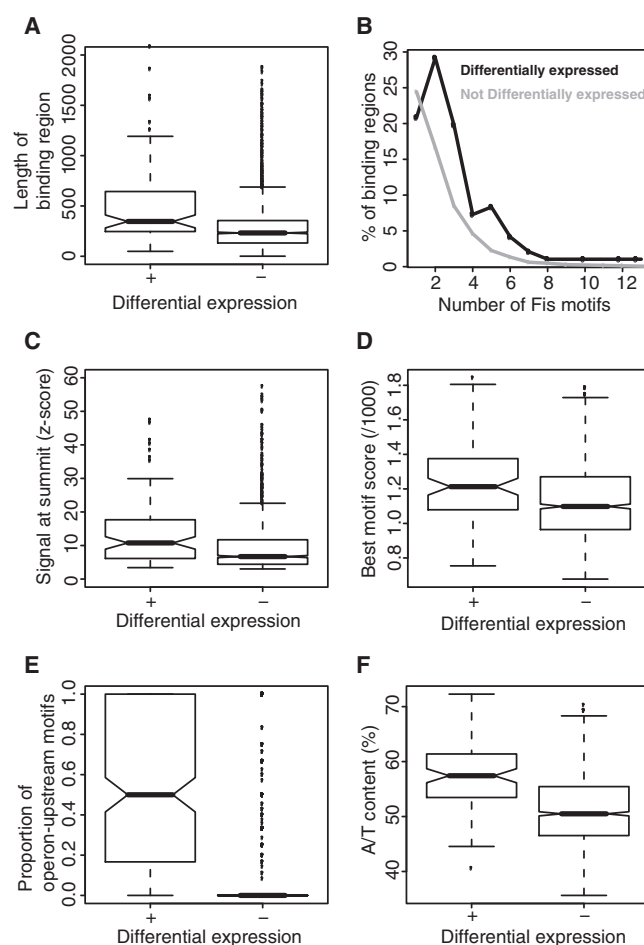 A
Length of
binding region
0 500 1000 1500 2000
+ −
Differential expression
B
% of binding regions
0 5 10 15 20 25 30
Differentially expressed
Not Differentially expressed
2 4 6 8 10 12
Number of Fis motifs
C
Signal at summit (z-score)
0 10 20 30 40 50 60
+ −
Differential expression
D
Best motif score (/1000)
0.8 1.0 1.2 1.4 1.6 1.8
+ −
Differential expression
E
Proportion of
operon-upstream motifs
0.0 0.2 0.4 0.6 0.8 1.0
+ −
Differential expression
F
A/T content (%)
40 50 60 70
+ −
Differential expression